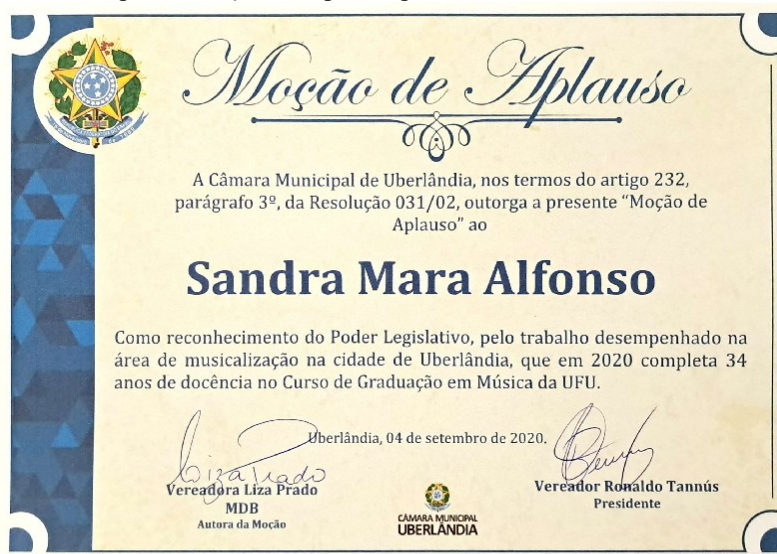 Moção de Aplauso
A Câmara Municipal de Uberlândia, nos termos do artigo 232,
parágrafo 3º, da Resolução 031/02, outorga a presente “Moção de
Aplauso” ao
Sandra Mara Alfonso
Como reconhecimento do Poder Legislativo, pelo trabalho desempenhado na
área de musicalização na cidade de Uberlândia, que em 2020 completa 34
anos de docência no Curso de Graduação em Música da UFU.
Uberlândia, 04 de setembro de 2020.
Liza Prado
Vereadora Liza Prado
MDB
Autora da Moção
Vereador Ronaldo Tannús
Presidente
CÂMARA MUNICIPAL
UBERLÂNDIA